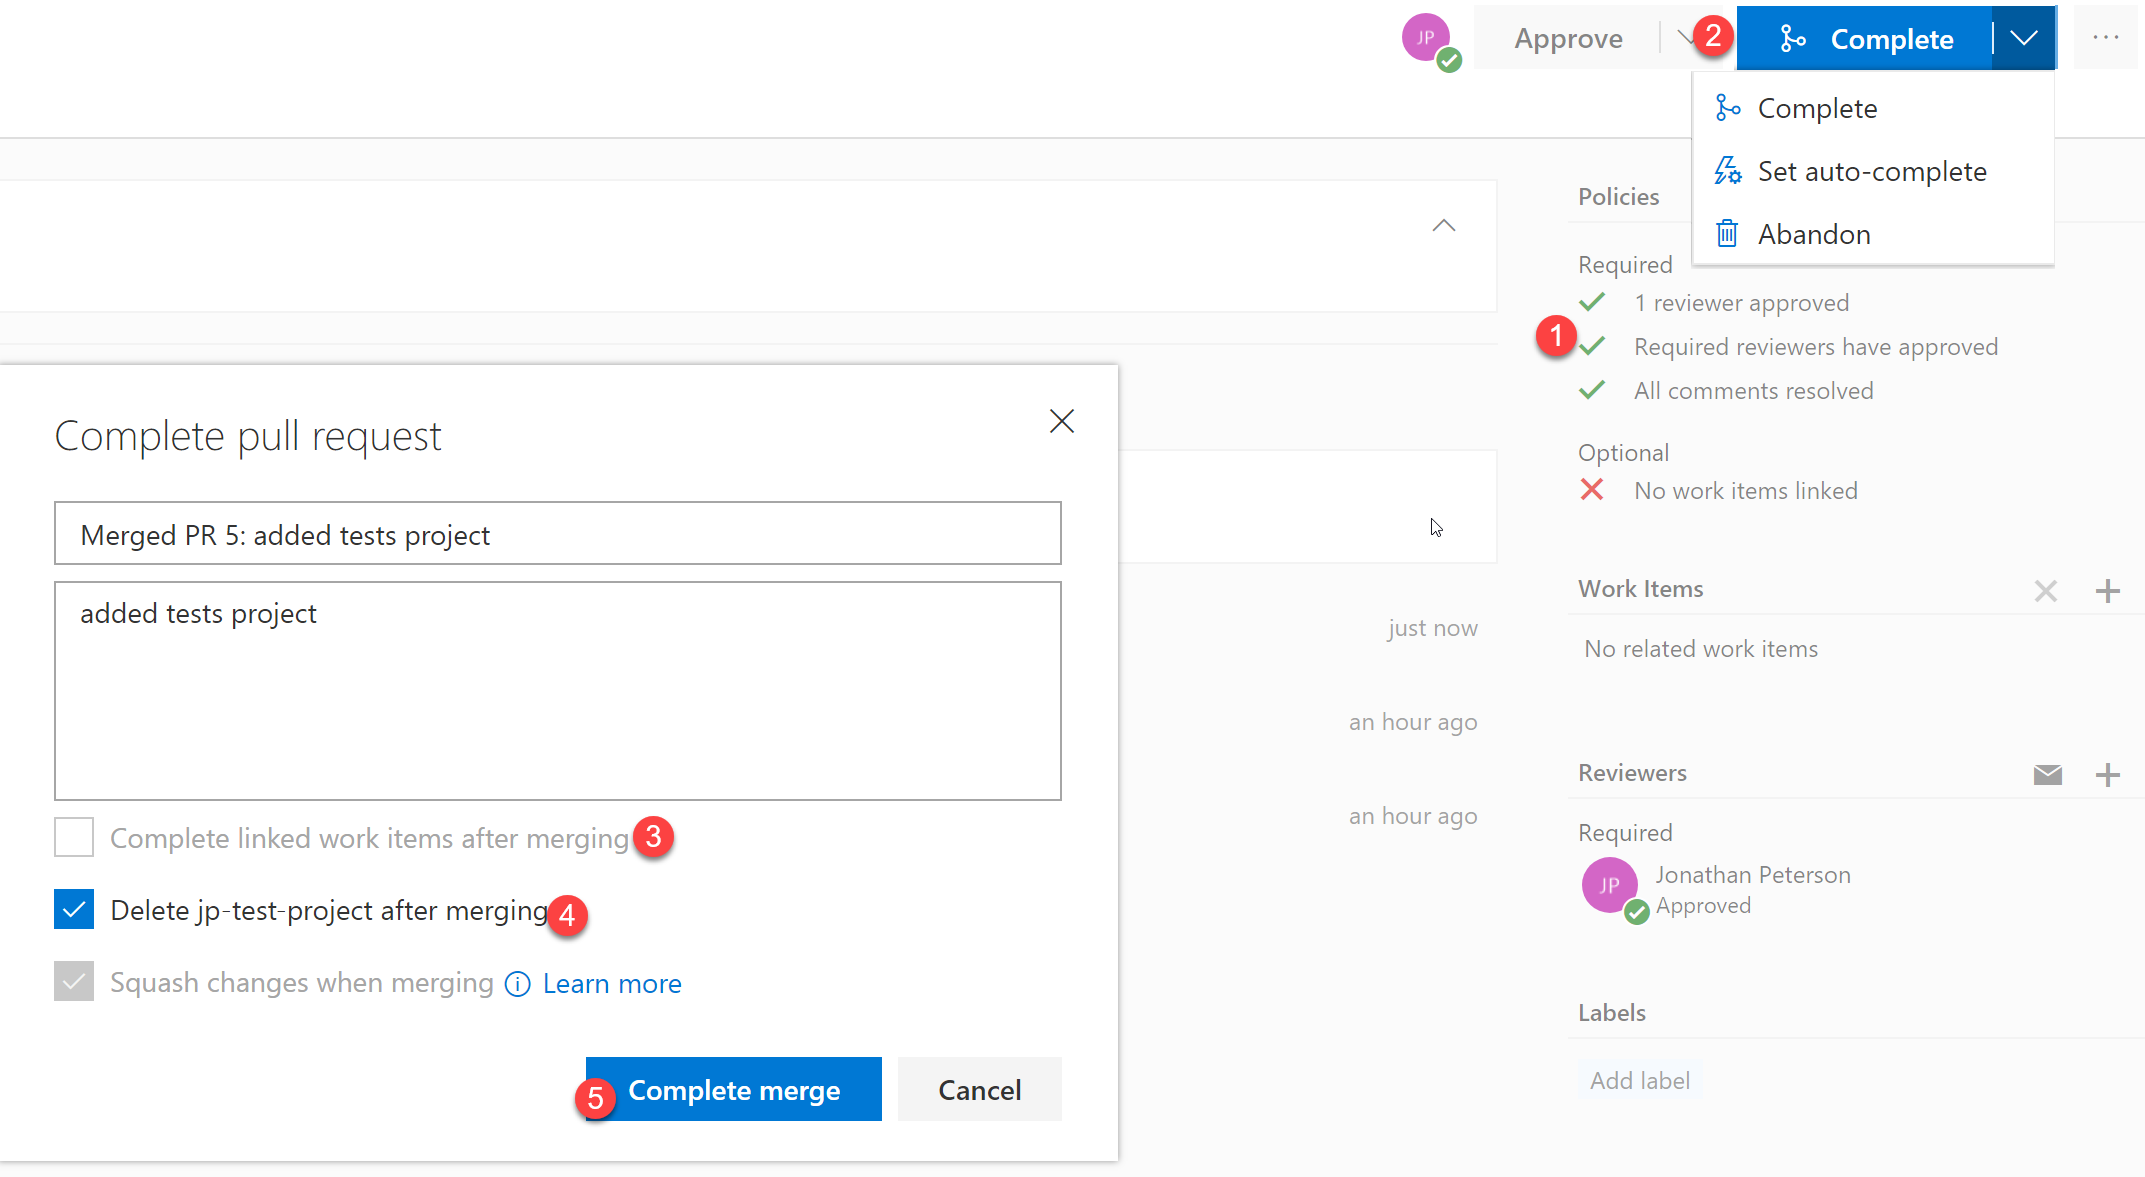 JP
Approve
2
Complete
...
Complete
Set auto-complete
Abandon
Policies
Required
1 reviewer approved
1
Required reviewers have approved
All comments resolved
Optional
No work items linked
Work Items
No related work items
Reviewers
Required
JP
Jonathan Peterson
Approved
Labels
Add label
just now
an hour ago
an hour ago
Complete pull request
Merged PR 5: added tests project
added tests project
Complete linked work items after merging 3
Delete jp-test-project after merging 4
Squash changes when merging Learn more
5 Complete merge
Cancel